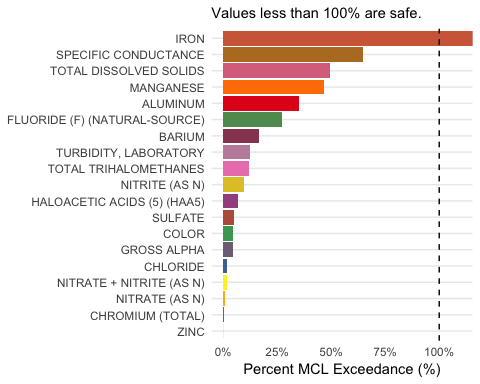 Values less than 100% are safe.
IRON
SPECIFIC CONDUCTANCE
TOTAL DISSOLVED SOLIDS
MANGANESE
ALUMINUM
FLUORIDE (F) (NATURAL-SOURCE)
BARIUM
TURBIDITY, LABORATORY
TOTAL TRIHALOMETHANES
NITRITE (AS N)
HALOACETIC ACIDS (5) (HAA5)
SULFATE
COLOR
GROSS ALPHA
CHLORIDE
NITRATE + NITRITE (AS N)
NITRATE (AS N)
CHROMIUM (TOTAL)
ZINC
0% 25% 50% 75% 100%
Percent MCL Exceedance (%)